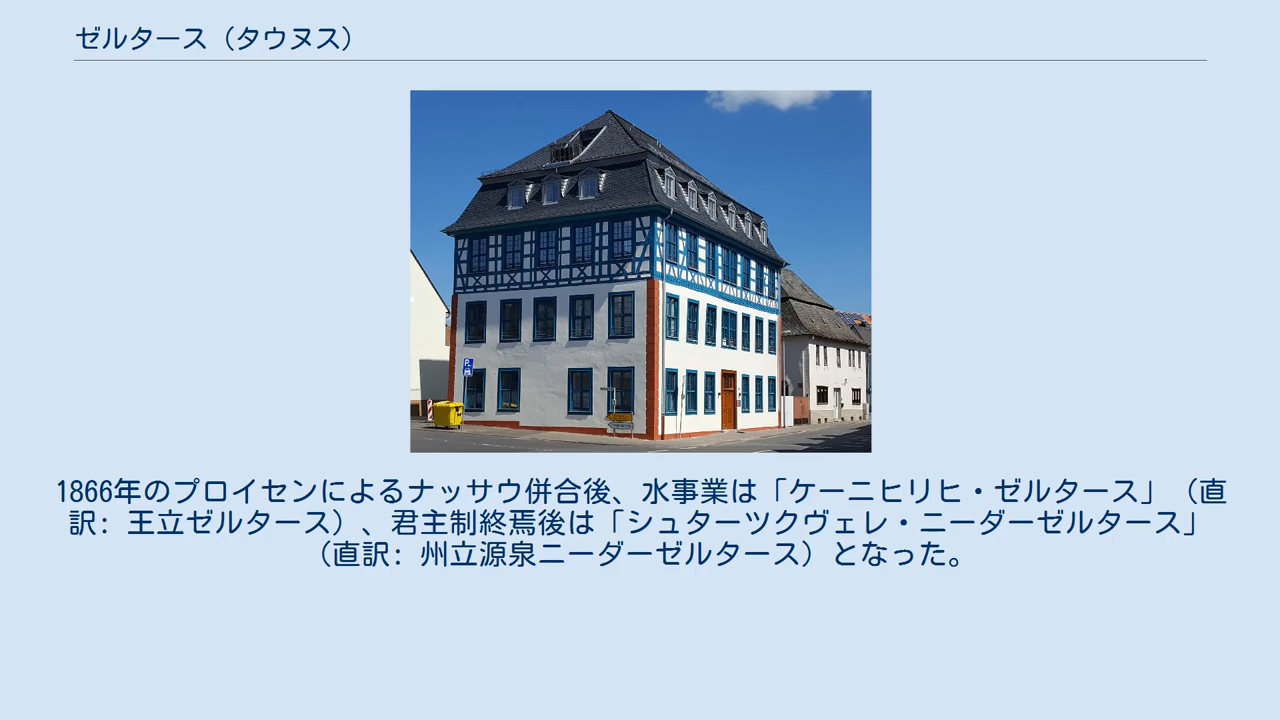 ゼルタース（タウヌス）
1866年のプロイセンによるナッサウ併合後、水事業は「ケーニヒリヒ・ゼルタース」（直
訳: 王立ゼルタース）、君主制終焉後は「シュターツクヴェレ・ニーダーゼルタース」
（直訳: 州立源泉ニーダーゼルタース）となった。